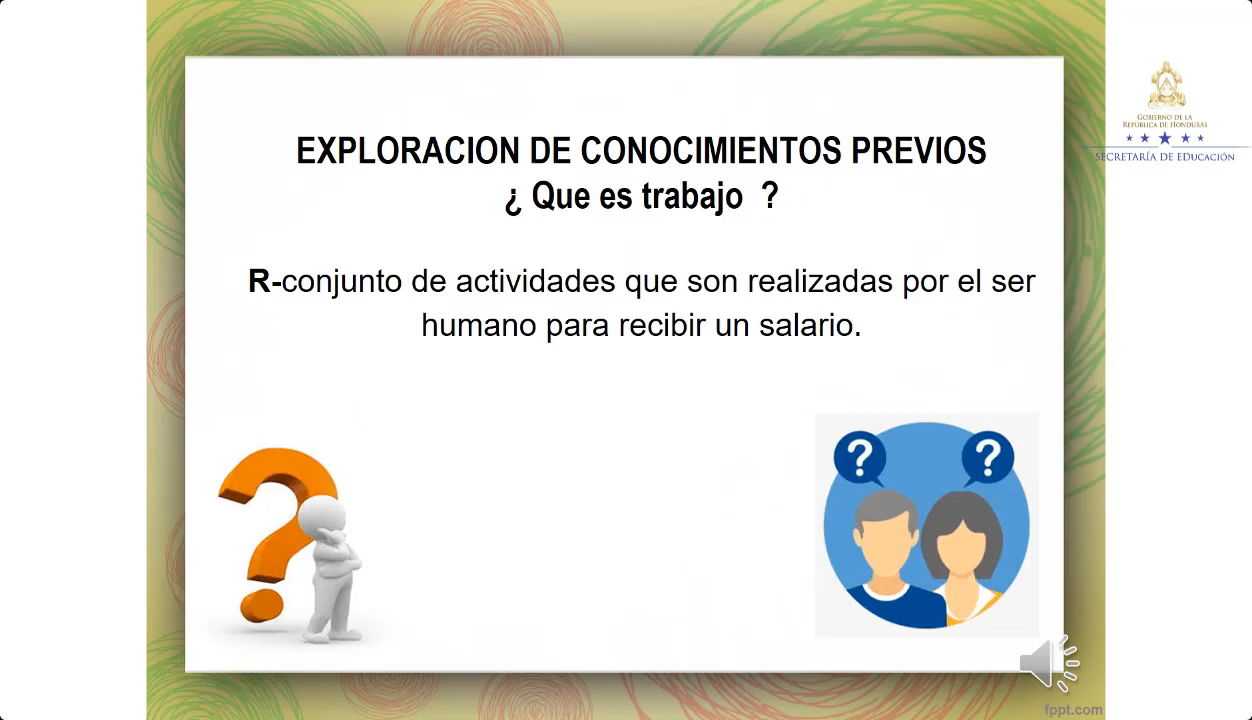 EXPLORACION DE CONOCIMIENTOS PREVIOS
¿ Que es trabajo ?
R-conjunto de actividades que son realizadas por el ser
humano para recibir un salario.
GOBIERNO DE LA
REPÚBLICA DE HONDURAS
SECRETARÍA DE EDUCACIÓN
? ?
fppt.com